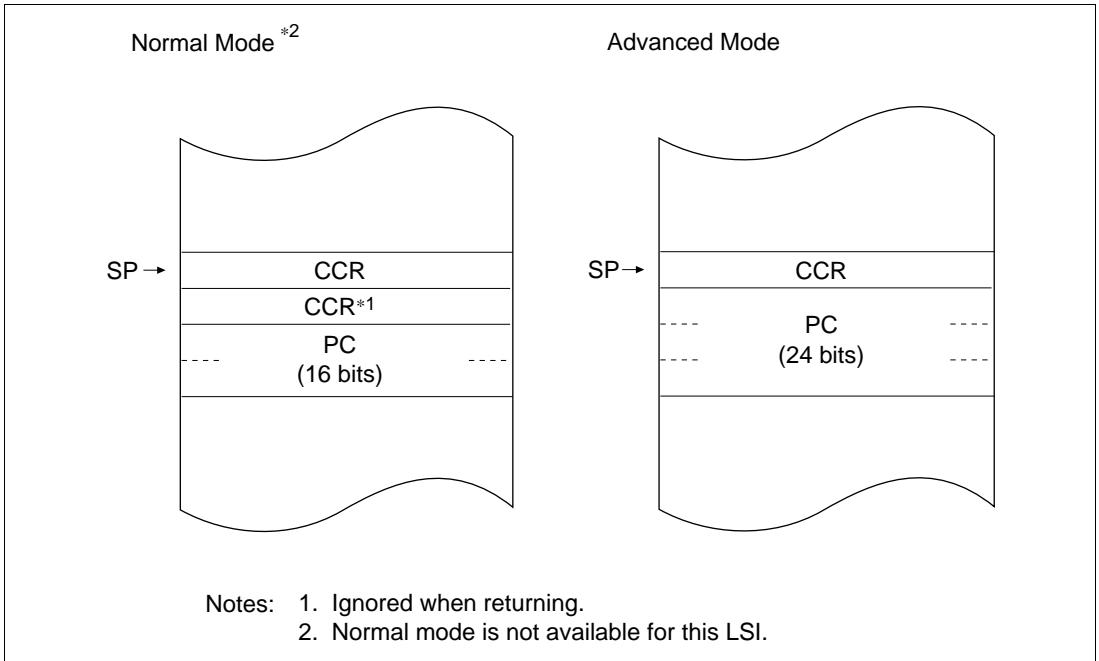 Normal Mode *2
Advanced Mode
SP→
CCR
CCR*1
PC
(16 bits)
SP→
CCR
PC
(24 bits)
Notes: 1. Ignored when returning.
2. Normal mode is not available for this LSI.